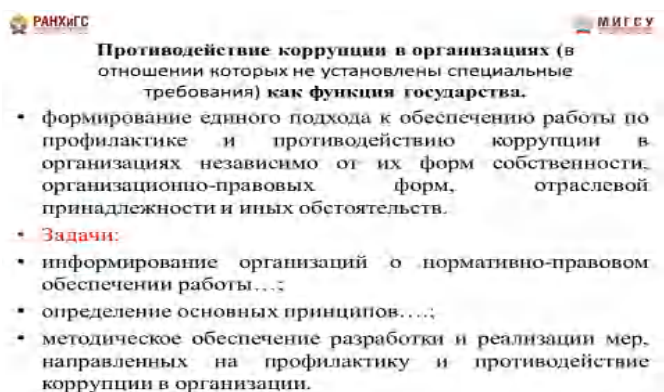 РАНХиГС
МИГСУ
Противодействие коррупции в организациях (в
отношении которых не установлены специальные
требования) как функция государства.
• формирование единого подхода к обеспечению работы по
профилактике и противодействию коррупции в
организациях независимо от их форм собственности,
организационно-правовых форм, отраслевой
принадлежности и иных обстоятельств.
• Задачи:
• информирование организаций о нормативно-правовом
обеспечении работы…;
• определение основных принципов….;
• методическое обеспечение разработки и реализации мер,
направленных на профилактику и противодействие
коррупции в организации.